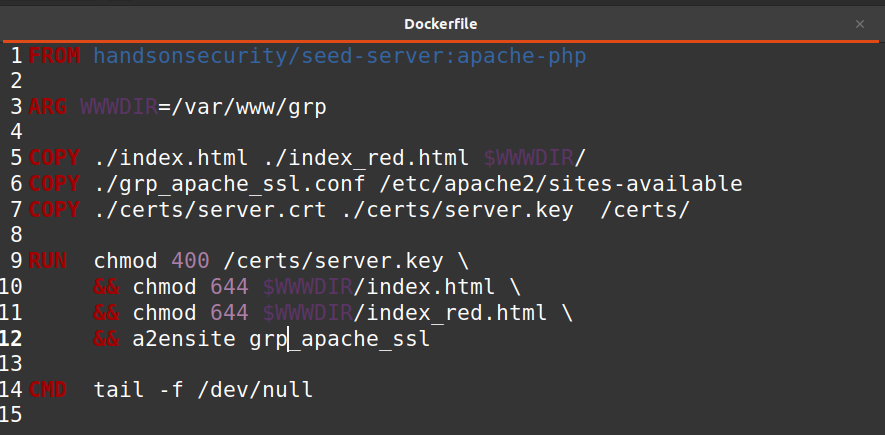 Dockerfile ×
1 FROM handsonsecurity/seed-server:apache-php
2
3 ARG WWWDIR=/var/www/grp
4
5 COPY ./index.html ./index_red.html $WWWDIR/
6 COPY ./grp_apache_ssl.conf /etc/apache2/sites-available
7 COPY ./certs/server.crt ./certs/server.key  /certs/
8
9 RUN  chmod 400 /certs/server.key \
10      && chmod 644 $WWWDIR/index.html \
11      && chmod 644 $WWWDIR/index_red.html \
12      && a2ensite grp_apache_ssl
13
14 CMD  tail -f /dev/null
15